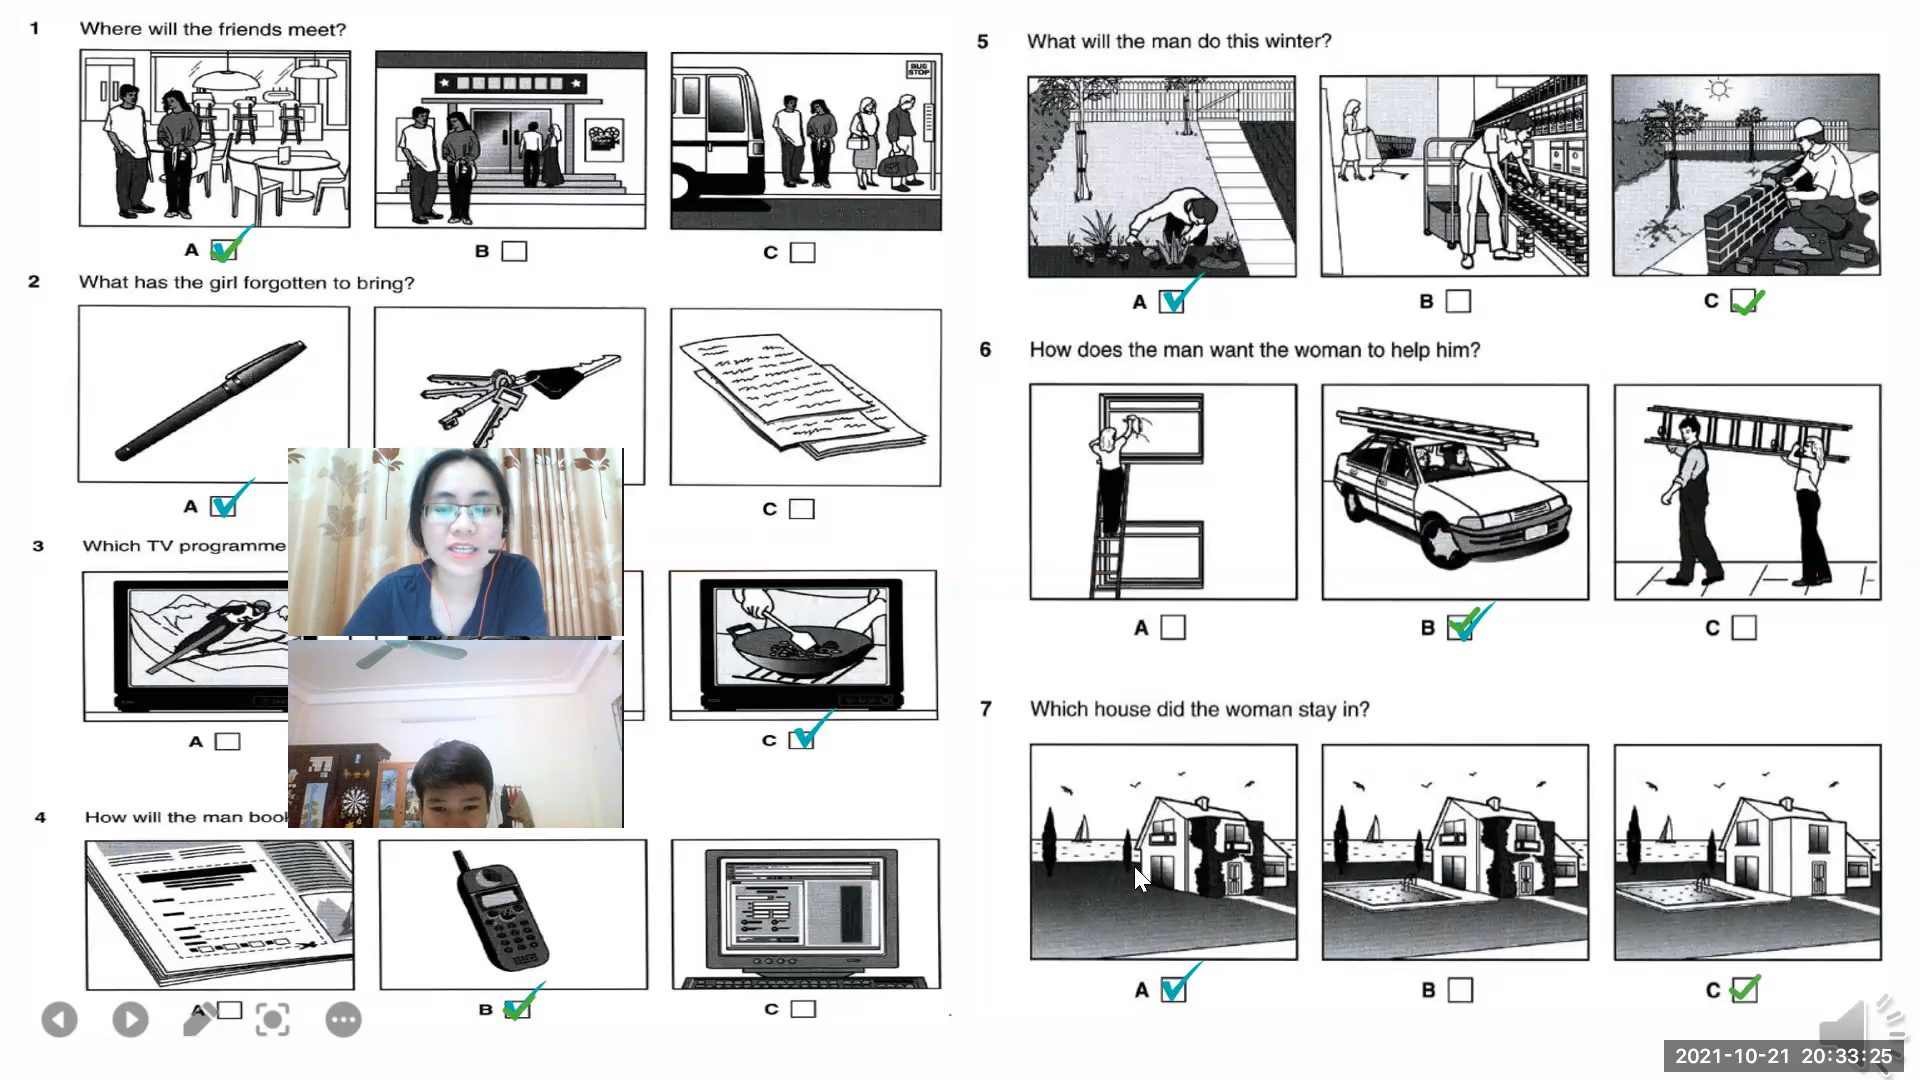 1 Where will the friends meet?
BUS STOP
A B C
2 What has the girl forgotten to bring?
A C
3 Which TV programme
A C
4 How will the man book
A B C
5 What will the man do this winter?
A B C
6 How does the man want the woman to help him?
A B C
7 Which house did the woman stay in?
A B C
2021-10-21 20:33:25